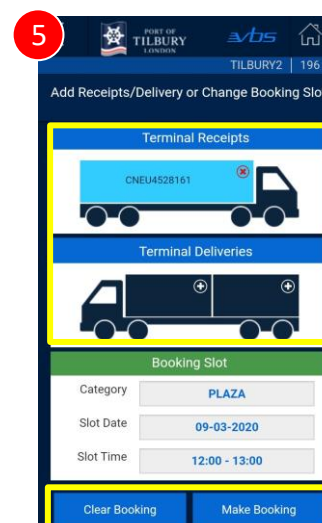 5
PORT OF
TILBURY
LONDON
vbs
TILBURY2 | 196
Add Receipts/Delivery or Change Booking Slo
Terminal Receipts
CNEU4528161
Terminal Deliveries
Booking Slot
Category PLAZA
Slot Date 09-03-2020
Slot Time 12:00 - 13:00
Clear Booking Make Booking